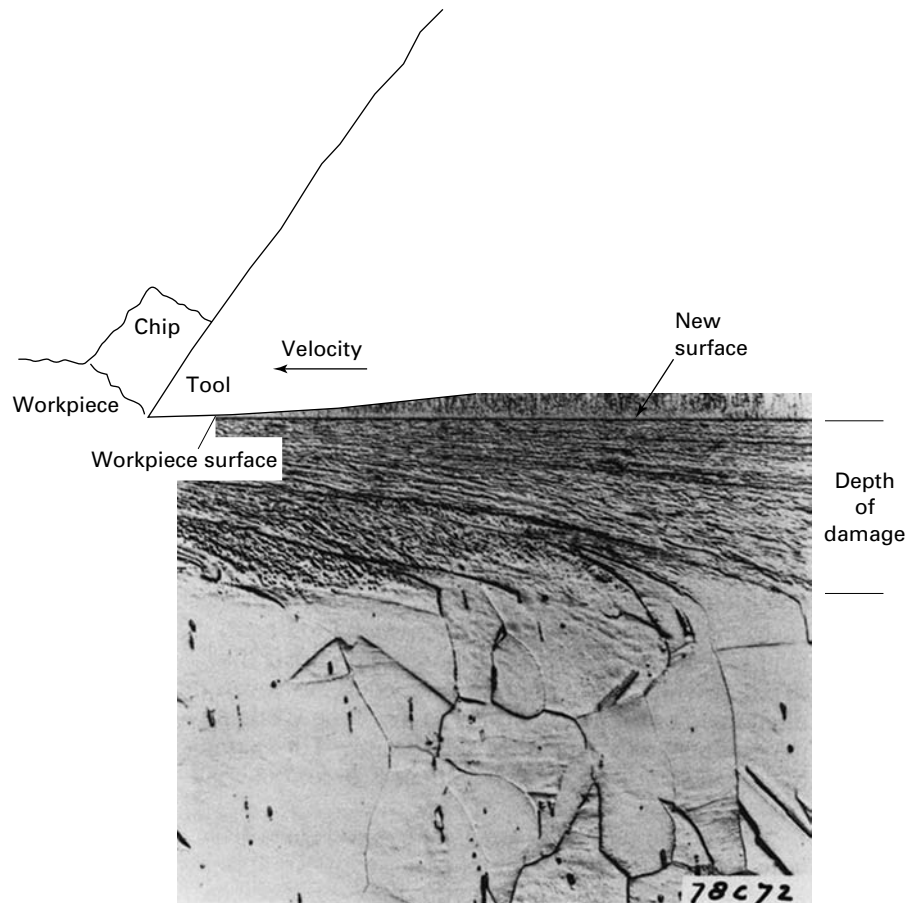 Chip
Velocity
New
surface
Tool
Workpiece
Workpiece surface
Depth
of
damage
78C72